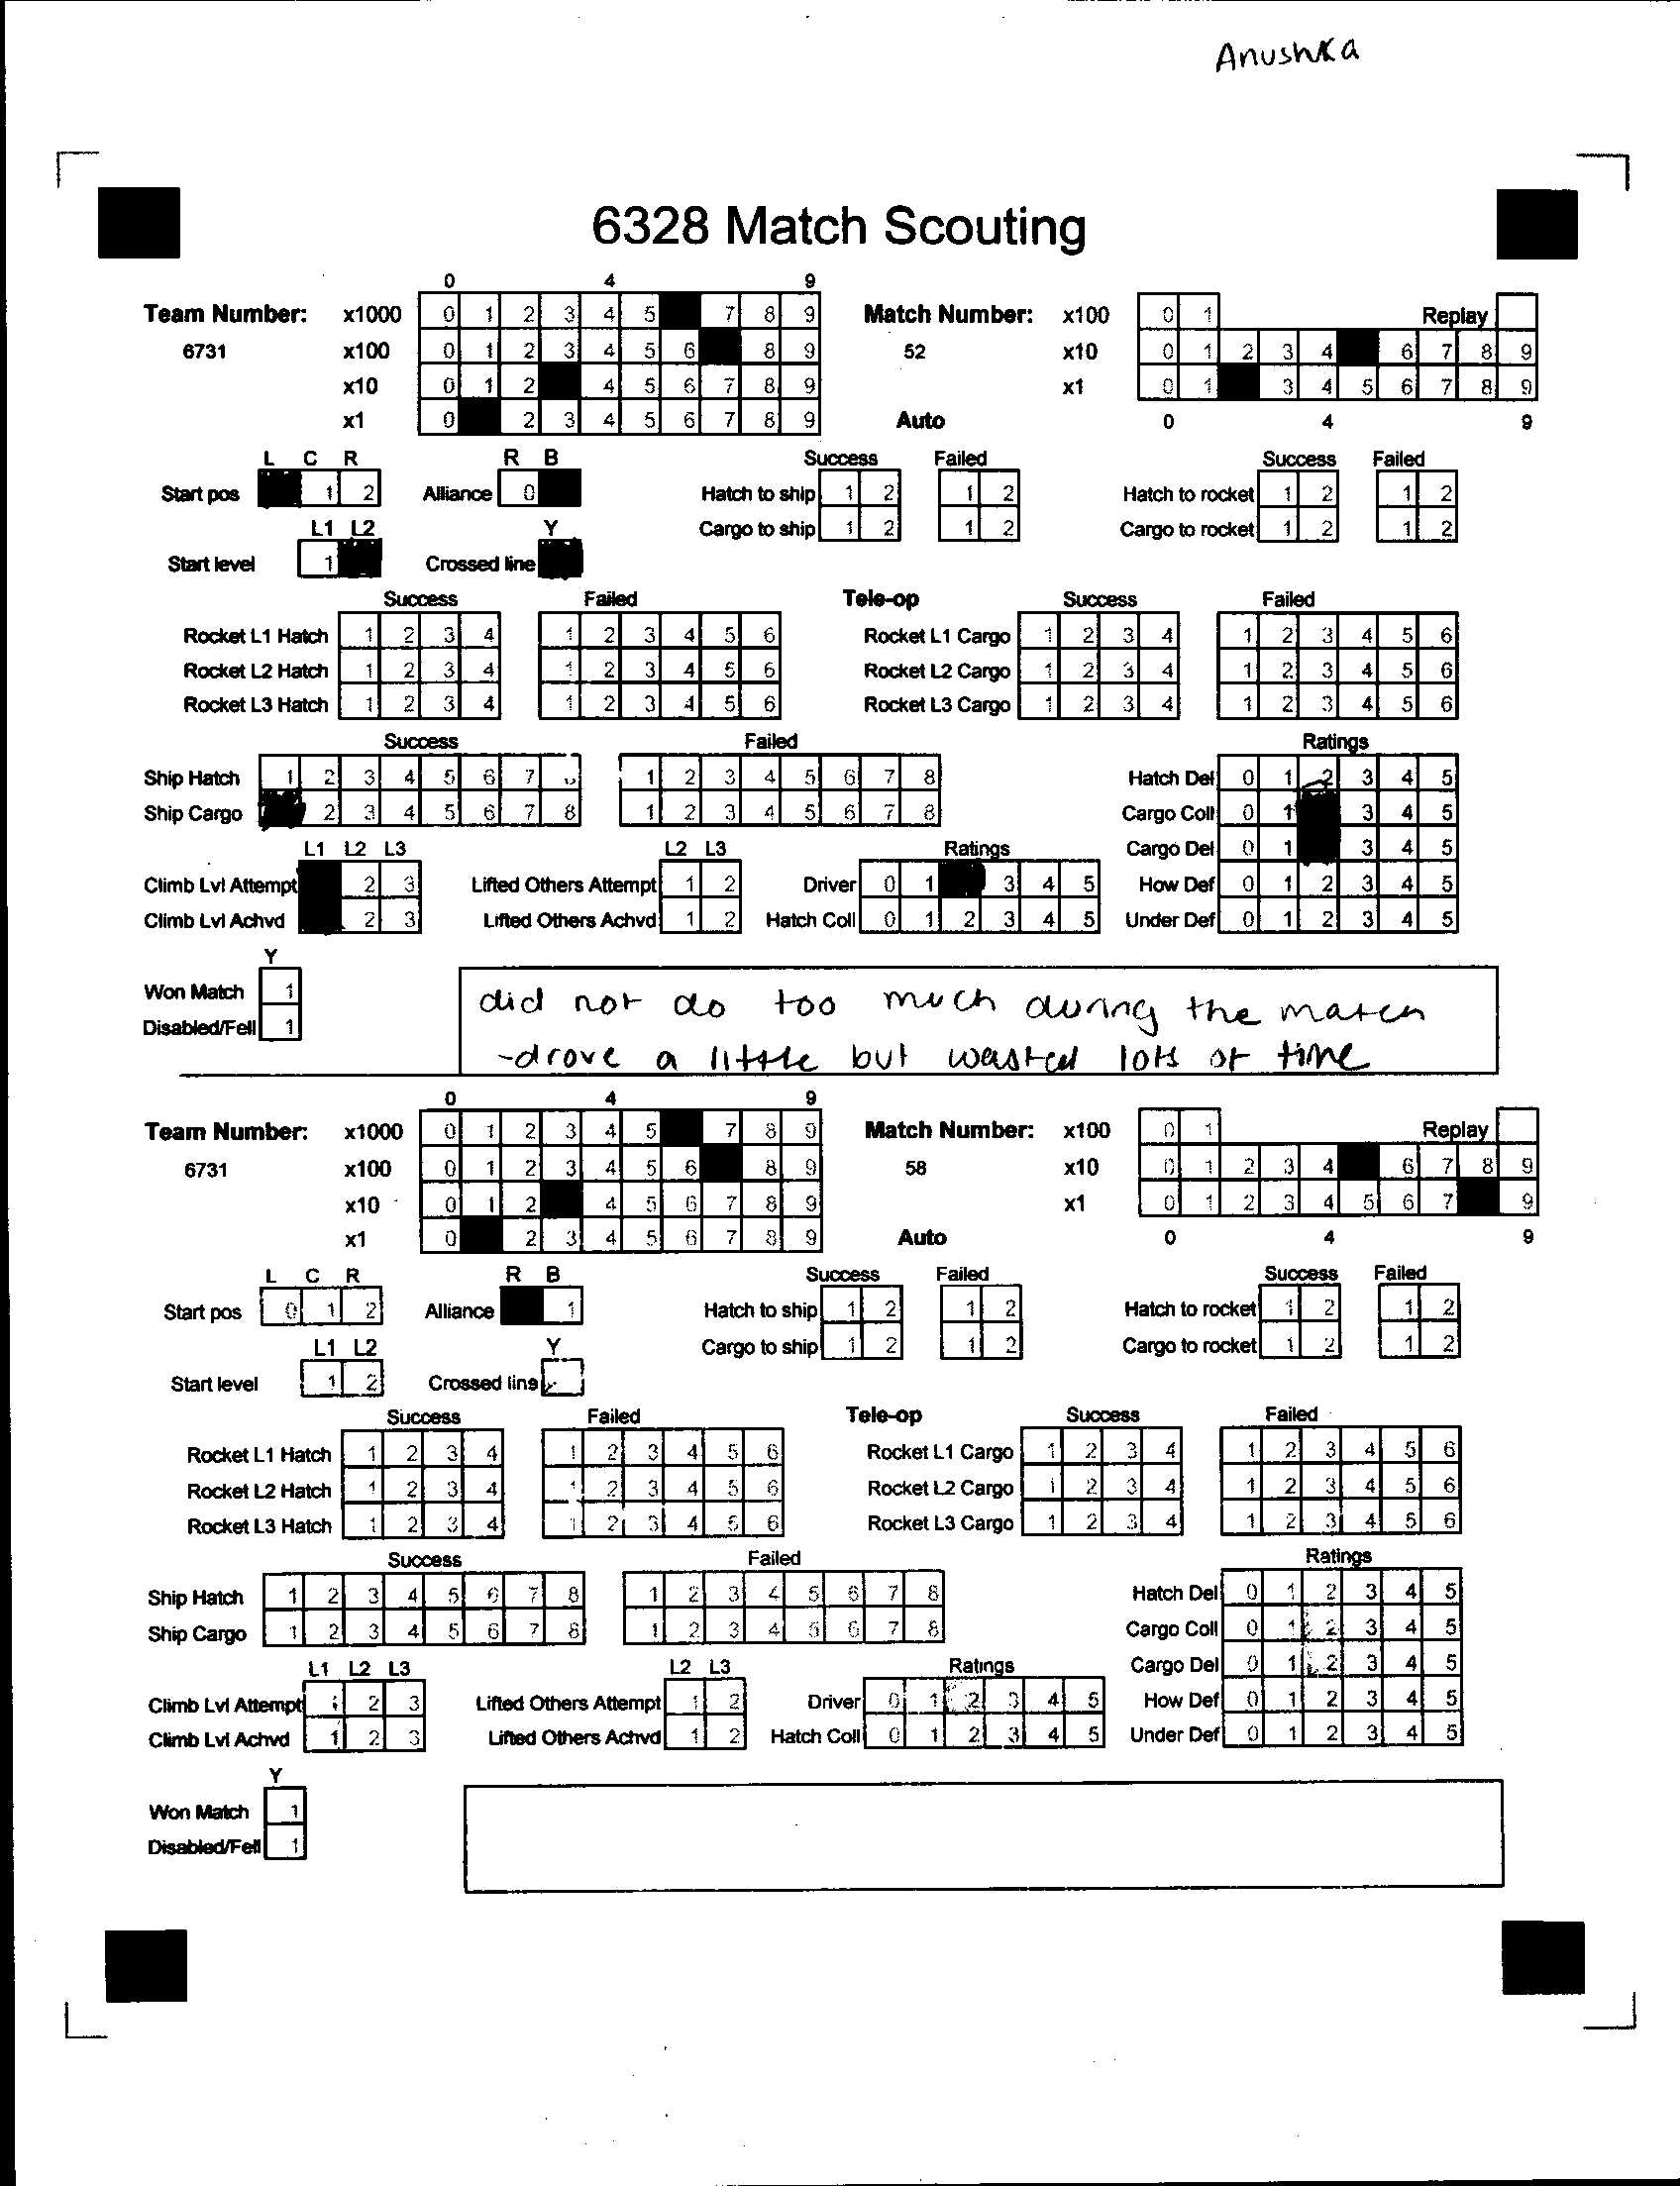 Anushka
6328 Match Scouting
0 4 9
Team Number: x1000 0 1 2 3 4 5 7 8 9 Match Number: x100 0 1 Replay
6731 x100 0 1 2 3 4 5 6 8 9 52 x10 0 1 2 3 4 6 7 8 9
x10 0 1 2 4 5 6 7 8 9 x1 0 1 3 4 5 6 7 8 9
x1 0 2 3 4 5 6 7 8 9 Auto 0 4 9
L C R R B Success Failed Success Failed
Start pos 1 2 Alliance 0 Hatch to ship 1 2 1 2 Hatch to rocket 1 2 1 2
L1 L2 Y Cargo to ship 1 2 1 2 Cargo to rocket 1 2 1 2
Start level 1 Crossed line
Success Failed Tele-op Success Failed
Rocket L1 Hatch 1 2 3 4 1 2 3 4 5 6 Rocket L1 Cargo 1 2 3 4 1 2 3 4 5 6
Rocket L2 Hatch 1 2 3 4 1 2 3 4 5 6 Rocket L2 Cargo 1 2 3 4 1 2 3 4 5 6
Rocket L3 Hatch 1 2 3 4 1 2 3 4 5 6 Rocket L3 Cargo 1 2 3 4 1 2 3 4 5 6
Success Failed Ratings
Ship Hatch 1 2 3 4 5 6 7 1 2 3 4 5 6 7 8 Hatch Del 0 1 2 3 4 5
Ship Cargo 2 3 4 5 6 7 8 1 2 3 4 5 6 7 8 Cargo Coll 0 1 3 4 5
L1 L2 L3 L2 L3 Ratings Cargo Del 0 1 3 4 5
Climb Lvl Attempt 2 3 Lifted Others Attempt 1 2 Driver 0 1 3 4 5 How Def 0 1 2 3 4 5
Climb Lvl Achvd 2 3 Lifted Others Achvd 1 2 Hatch Coll 0 1 2 3 4 5 Under Def 0 1 2 3 4 5
Y
Won Match 1 did not do too much during the match
Disabled/Fell 1 -drove a little but wasted lots of time
0 4 9
Team Number: x1000 0 1 2 3 4 5 7 8 9 Match Number: x100 0 1 Replay
6731 x100 0 1 2 3 4 5 6 8 9 58 x10 0 1 2 3 4 6 7 8 9
x10 0 1 2 4 5 6 7 8 9 x1 0 1 2 3 4 5 6 7 9
x1 0 2 3 4 5 6 7 8 9 Auto 0 4 9
L C R R B Success Failed Success Failed
Start pos 0 1 2 Alliance 1 Hatch to ship 1 2 1 2 Hatch to rocket 1 2 1 2
L1 L2 Y Cargo to ship 1 2 1 2 Cargo to rocket 1 2 1 2
Start level 1 2 Crossed line
Success Failed Tele-op Success Failed
Rocket L1 Hatch 1 2 3 4 1 2 3 4 5 6 Rocket L1 Cargo 1 2 3 4 1 2 3 4 5 6
Rocket L2 Hatch 1 2 3 4 1 2 3 4 5 6 Rocket L2 Cargo 1 2 3 4 1 2 3 4 5 6
Rocket L3 Hatch 1 2 3 4 1 2 3 4 5 6 Rocket L3 Cargo 1 2 3 4 1 2 3 4 5 6
Success Failed Ratings
Ship Hatch 1 2 3 4 5 6 7 8 1 2 3 4 5 6 7 8 Hatch Del 0 1 2 3 4 5
Ship Cargo 1 2 3 4 5 6 7 8 1 2 3 4 5 6 7 8 Cargo Coll 0 1 2 3 4 5
L1 L2 L3 L2 L3 Ratings Cargo Del 0 1 2 3 4 5
Climb Lvl Attempt 1 2 3 Lifted Others Attempt 1 2 Driver 0 1 2 3 4 5 How Def 0 1 2 3 4 5
Climb Lvl Achvd 1 2 3 Lifted Others Achvd 1 2 Hatch Coll 0 1 2 3 4 5 Under Def 0 1 2 3 4 5
Y
Won Match 1
Disabled/Fell 1